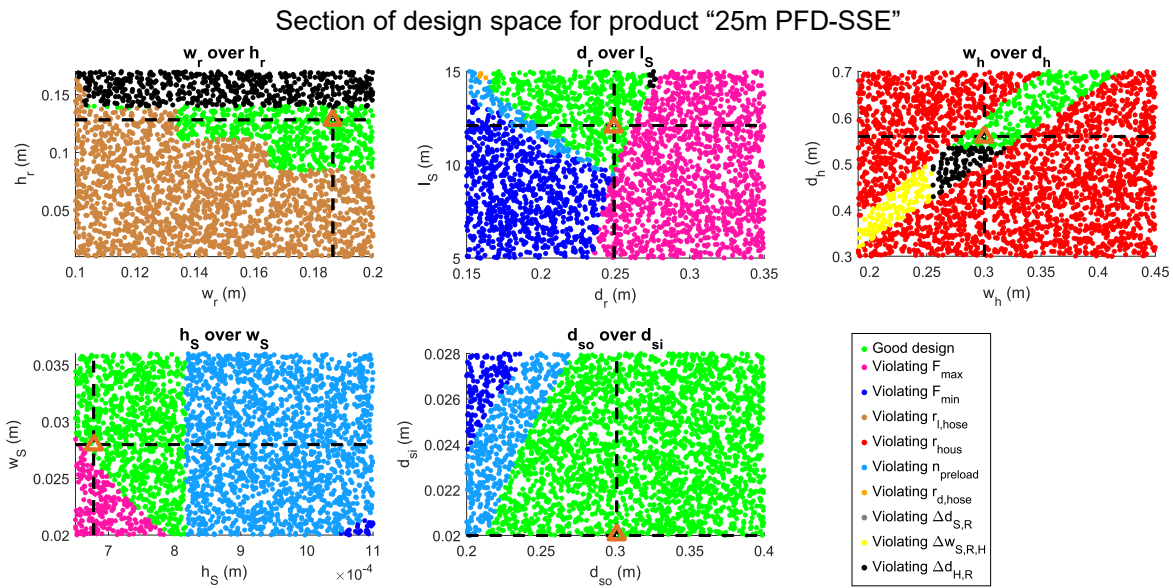 Section of design space for product “25m PFD-SSE”
w_r over h_r
0.15
0.1
0.05
h_r (m)
0.1 0.12 0.14 0.16 0.18 0.2
w_r (m)
d_r over l_S
15
10
5
l_S (m)
0.15 0.2 0.25 0.3 0.35
d_r (m)
w_h over d_h
0.7
0.6
0.5
0.4
0.3
d_h (m)
0.2 0.25 0.3 0.35 0.4 0.45
w_h (m)
h_S over w_S
0.035
0.03
0.025
0.02
w_S (m)
7 8 9 10 11
h_S (m)
×10^-4
d_so over d_si
0.028
0.026
0.024
0.022
0.02
d_si (m)
0.2 0.25 0.3 0.35 0.4
d_so (m)
Good design
Violating F_max
Violating F_min
Violating r_l,hose
Violating r_hous
Violating n_preload
Violating r_d,hose
Violating Δd_S,R
Violating Δw_S,R,H
Violating Δd_H,R